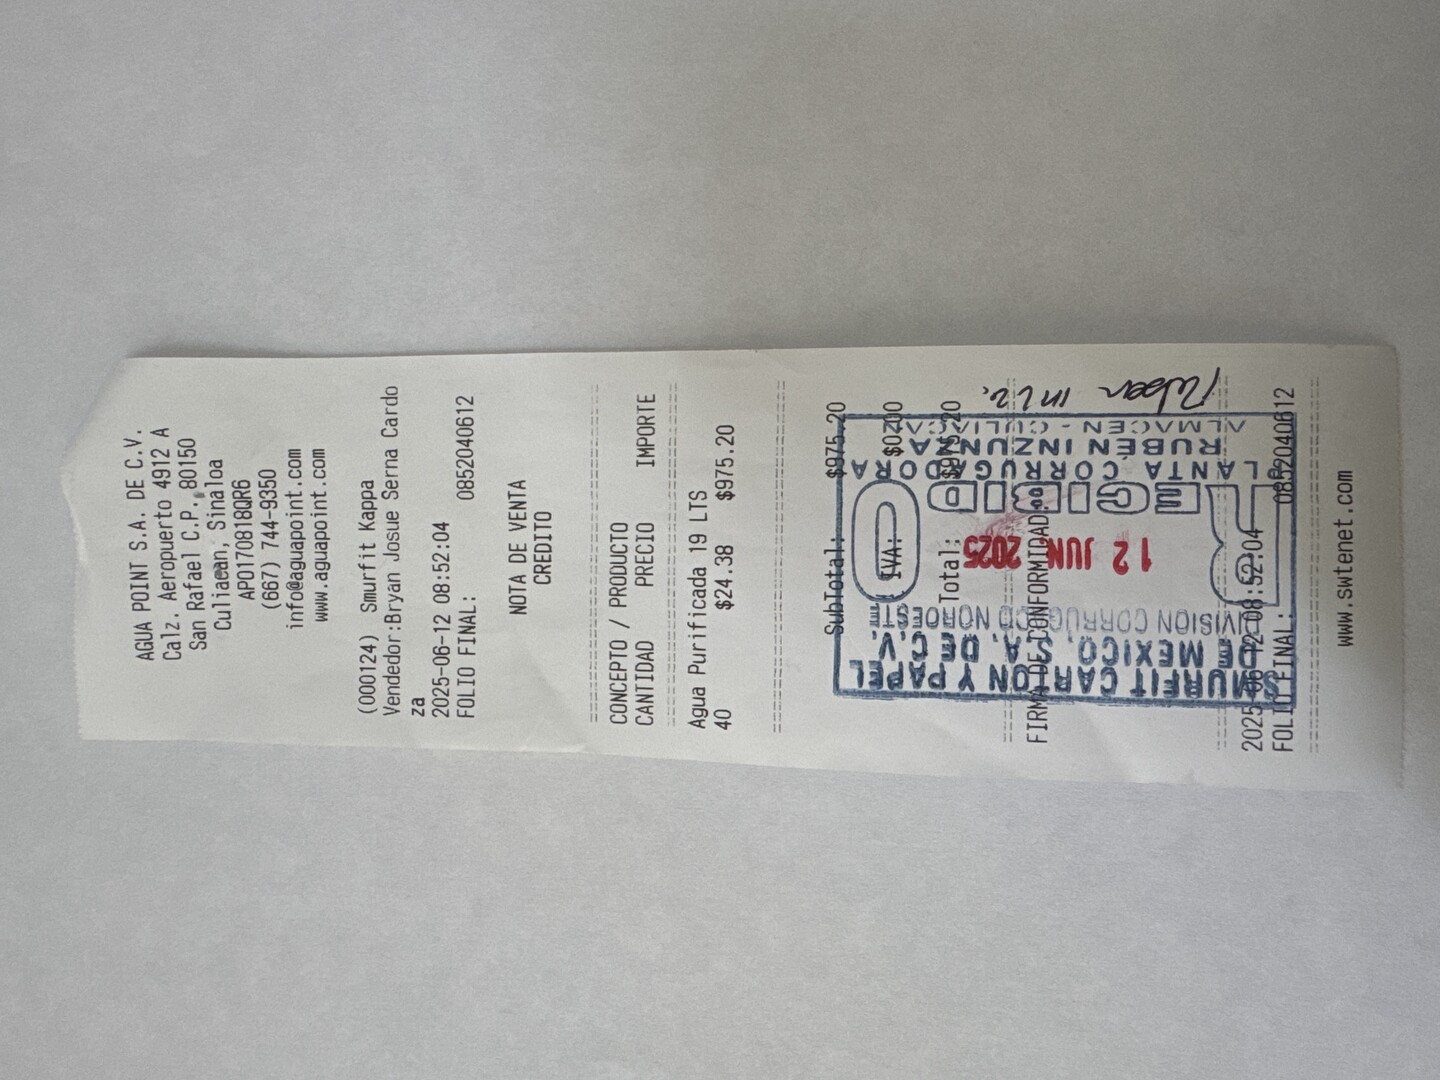 AGUA POINT S.A. DE C.V.
Calz. Aeropuerto 4912 A
San Rafael C.P. 80150
Culiacan, Sinaloa
APO170818QR6
(667) 744-9350
info@aguapoint.com
www.aguapoint.com
(000124) Smurfit Kappa
Vendedor:Bryan Josue Serna Cardo
za
2025-06-12 08:52:04
FOLIO FINAL: 0852040612
NOTA DE VENTA
CREDITO
CONCEPTO / PRODUCTO
CANTIDAD PRECIO IMPORTE
Agua Purificada 19 LTS
40 $24.38 $975.20
SubTotal: $975.20
IVA: $0.00
Total: $975.20
FIRMA DE CONFORMIDAD:
2025-06-12 08:52:04
FOLIO FINAL: 0852040612
www.swtenet.com
SMURFIT CARTON Y PAPEL
DE MEXICO, S.A. DE C.V.
DIVISION CORRUGADO NOROESTE
12 JUN 2025
RECIBIDO
PLANTA CORRUGADORA
RUBEN INZUNZA
ALMACEN - CULIACAN
Ruben